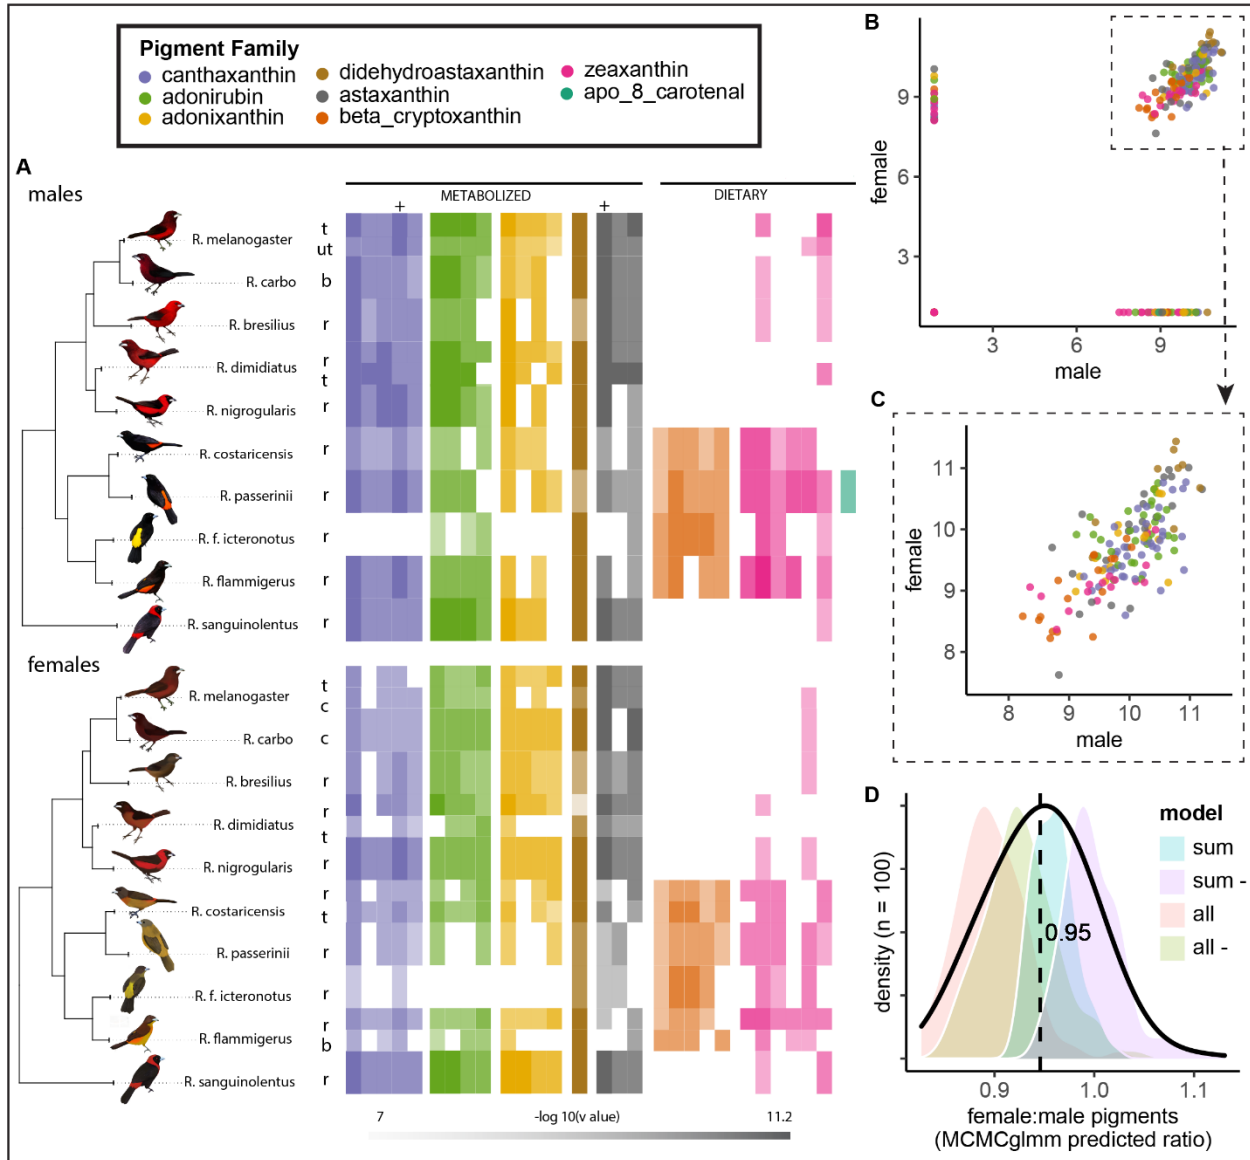 Pigment Family
canthaxanthin
adonirubin
adonixanthin
didehydroastaxanthin
astaxanthin
beta_cryptoxanthin
zeaxanthin
apo_8_carotenal
A
males
METABOLIZED
DIETARY
+
+
R. melanogaster
t
ut
R. carbo
b
R. bresilius
r
R. dimidiatus
r
t
R. nigrogularis
r
R. costaricensis
r
R. passerinii
r
R. f. icteronotus
r
R. flammigerus
r
R. sanguinolentus
r
females
R. melanogaster
t
c
R. carbo
c
R. bresilius
r
R. dimidiatus
r
t
R. nigrogularis
r
R. costaricensis
r
t
R. passerinii
r
R. f. icteronotus
r
R. flammigerus
r
b
R. sanguinolentus
r
7
-log 10(v alue)
11.2
B
9
6
3
female
3
6
9
male
C
11
10
9
8
female
8
9
10
11
male
D
density (n = 100)
0.95
model
sum
sum -
all
all -
0.9
1.0
1.1
female:male pigments
(MCMCglmm predicted ratio)